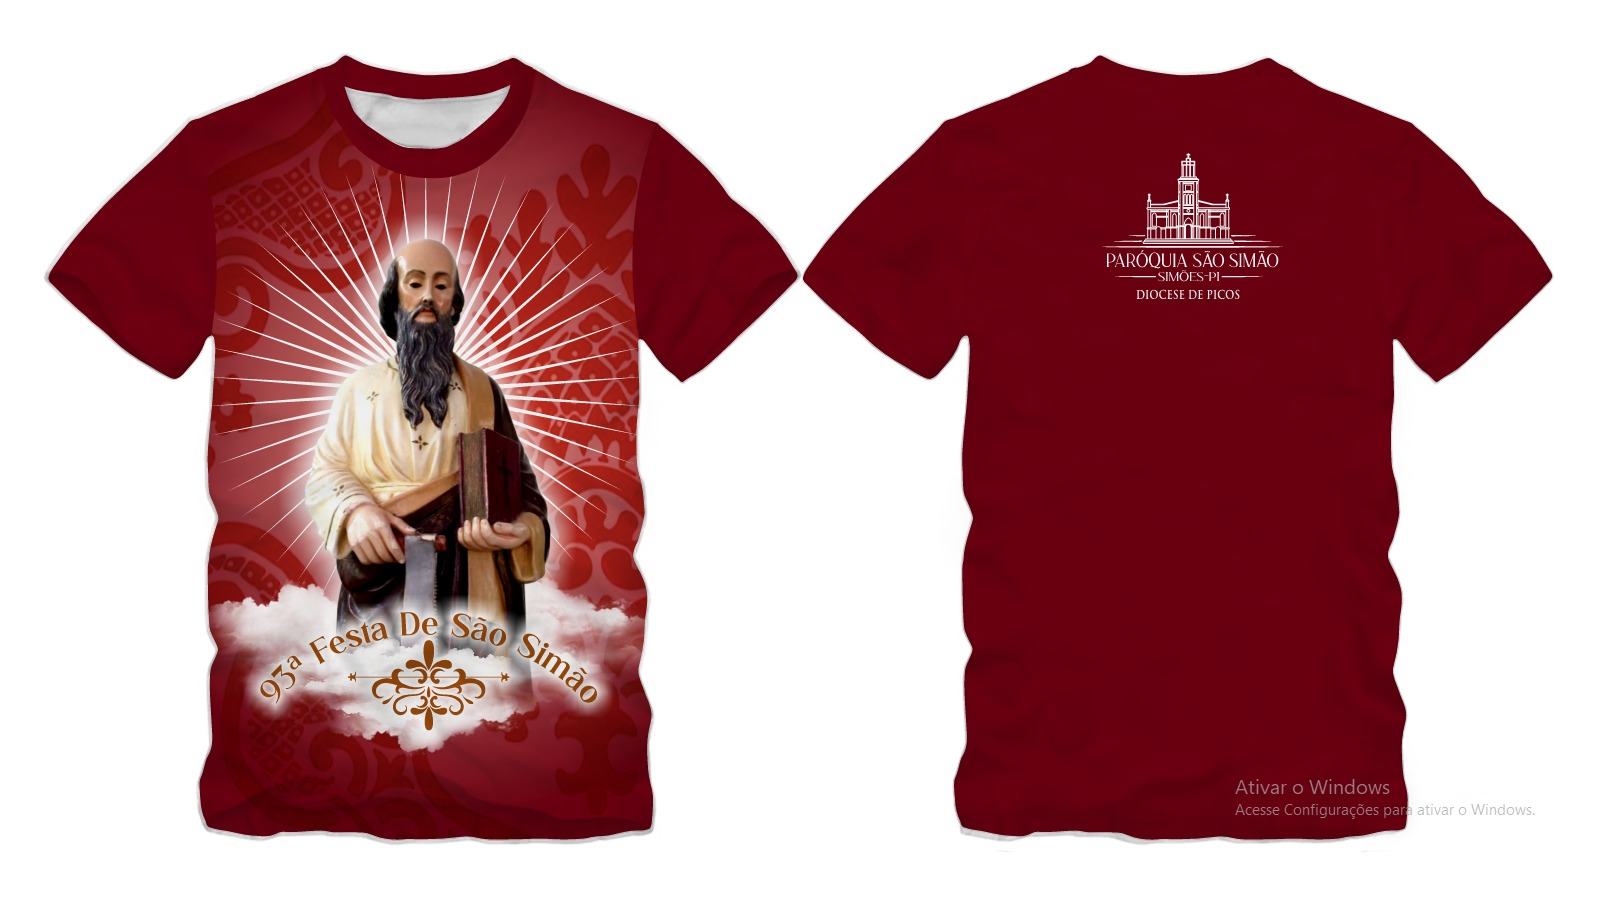 93ª Festa De São Simão
PARÓQUIA SÃO SIMÃO
SIMÕES-PI
DIOCESE DE PICOS
Ativar o Windows
Acesse Configurações para ativar o Windows.